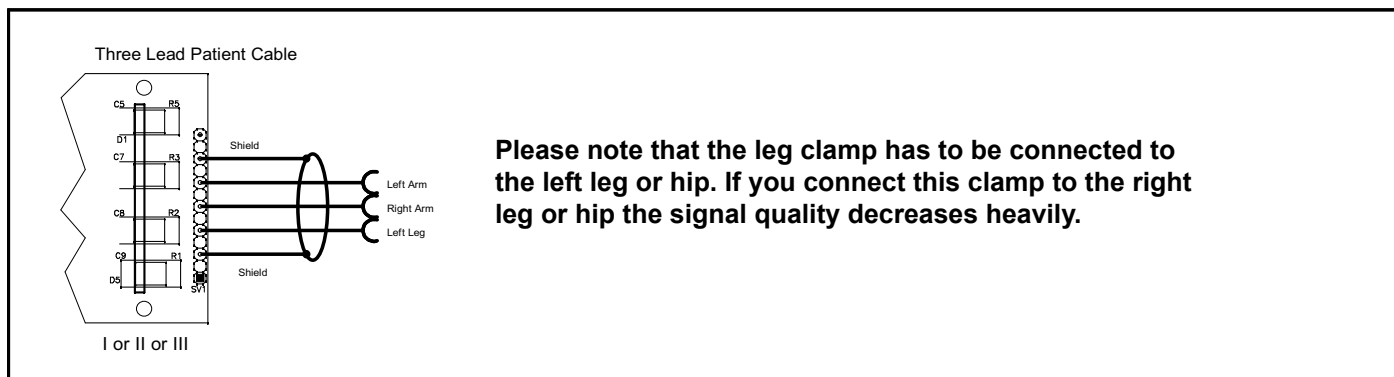 Three Lead Patient Cable
C5 R5
D1
C7 R3
C8 R2
C9 R1
D5
SV1
Shield
Left Arm
Right Arm
Left Leg
Shield
I or II or III
Please note that the leg clamp has to be connected to
the left leg or hip. If you connect this clamp to the right
leg or hip the signal quality decreases heavily.